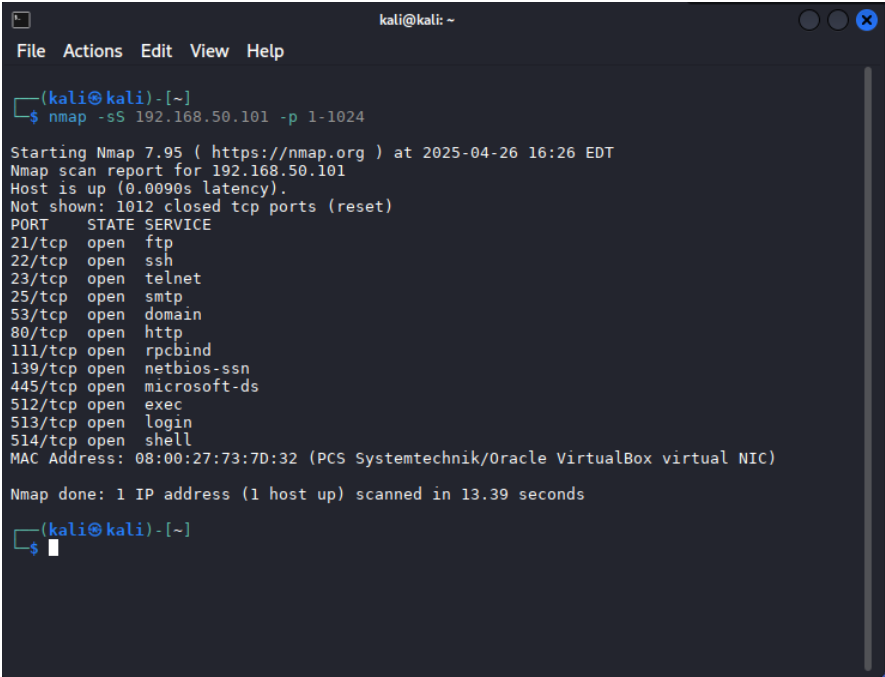 kali@kali: ~
File Actions Edit View Help
┌──(kali㉿kali)-[~]
└─$ nmap -sS 192.168.50.101 -p 1-1024
Starting Nmap 7.95 ( https://nmap.org ) at 2025-04-26 16:26 EDT
Nmap scan report for 192.168.50.101
Host is up (0.0090s latency).
Not shown: 1012 closed tcp ports (reset)
PORT    STATE SERVICE
21/tcp  open  ftp
22/tcp  open  ssh
23/tcp  open  telnet
25/tcp  open  smtp
53/tcp  open  domain
80/tcp  open  http
111/tcp open  rpcbind
139/tcp open  netbios-ssn
445/tcp open  microsoft-ds
512/tcp open  exec
513/tcp open  login
514/tcp open  shell
MAC Address: 08:00:27:73:7D:32 (PCS Systemtechnik/Oracle VirtualBox virtual NIC)
Nmap done: 1 IP address (1 host up) scanned in 13.39 seconds
┌──(kali㉿kali)-[~]
└─$